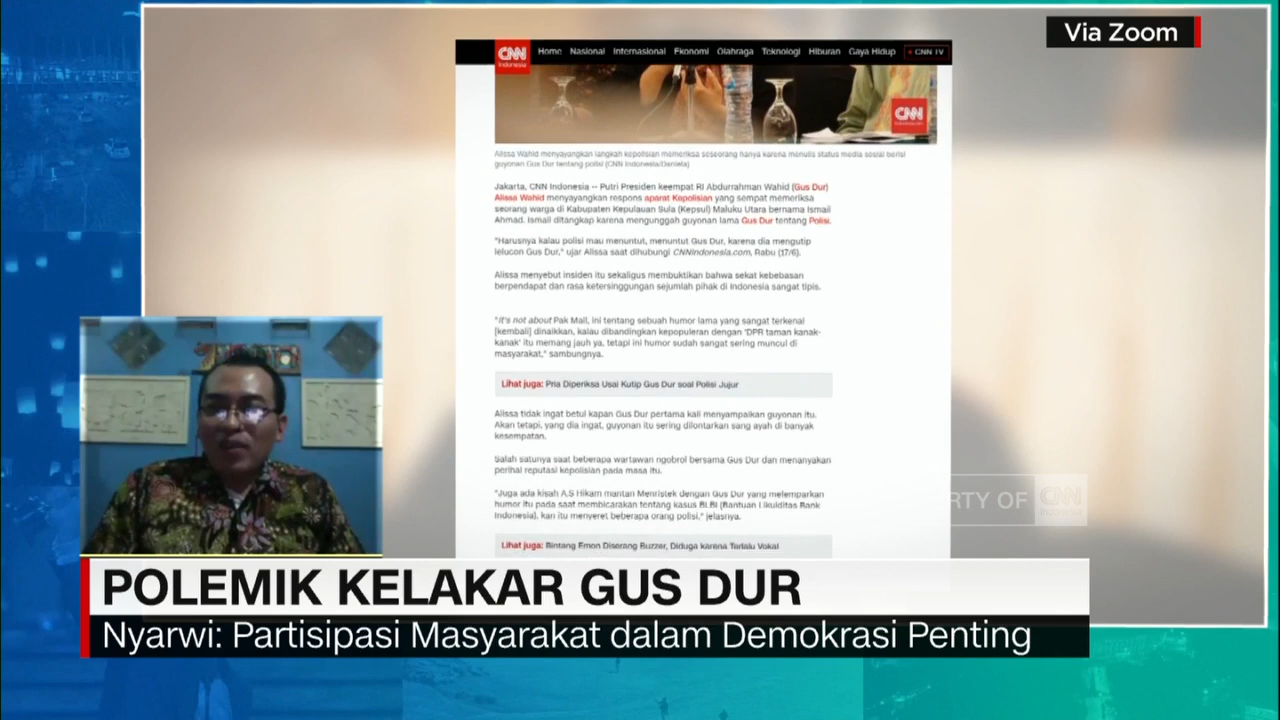 Via Zoom
CNN Indonesia Home Nasional Internasional Ekonomi Olahraga Teknologi Hiburan Gaya Hidup CNN TV
CNN
Alissa Wahid menyayangkan langkah kepolisian memeriksa seseorang hanya karena menulis status media sosial berisi
guyonan Gus Dur tentang polisi (CNN Indonesia/Daniela)
Jakarta, CNN Indonesia -- Putri Presiden keempat RI Abdurrahman Wahid (Gus Dur)
Alissa Wahid menyayangkan respons aparat Kepolisian yang sempat memeriksa
seorang warga di Kabupaten Kepulauan Sula (Kepsul) Maluku Utara bernama Ismail
Ahmad. Ismail ditangkap karena mengunggah guyonan lama Gus Dur tentang Polisi.
"Harusnya kalau polisi mau menuntut, menuntut Gus Dur, karena dia mengutip
lelucon Gus Dur," ujar Alissa saat dihubungi CNNIndonesia.com, Rabu (17/6).
Alissa menyebut insiden itu sekaligus membuktikan bahwa sekat kebebasan
berpendapat dan rasa ketersinggungan sejumlah pihak di Indonesia sangat tipis.
"It's not about Pak Mail, ini tentang sebuah humor lama yang sangat terkenal
[kembali] dinaikkan, kalau dibandingkan kepopuleran dengan 'DPR taman kanak-
kanak' itu memang jauh ya, tetapi ini humor sudah sangat sering muncul di
masyarakat," sambungnya.
Lihat juga: Pria Diperiksa Usai Kutip Gus Dur soal Polisi Jujur
Alissa tidak ingat betul kapan Gus Dur pertama kali menyampaikan guyonan itu.
Akan tetapi, yang dia ingat, guyonan itu sering dilontarkan sang ayah di banyak
kesempatan.
Salah satunya saat beberapa wartawan ngobrol bersama Gus Dur dan menanyakan
perihal reputasi kepolisian pada masa itu.
"Juga ada kisah A.S Hikam mantan Menristek dengan Gus Dur yang melemparkan
humor itu pada saat membicarakan tentang kasus BLBI (Bantuan Likuiditas Bank
Indonesia), kan itu menyeret beberapa orang polisi," jelasnya.
Lihat juga: Bintang Emon Diserang Buzzer, Diduga karena Terlalu Vokal
RTY OF CNN
POLEMIK KELAKAR GUS DUR
Nyarwi: Partisipasi Masyarakat dalam Demokrasi Penting